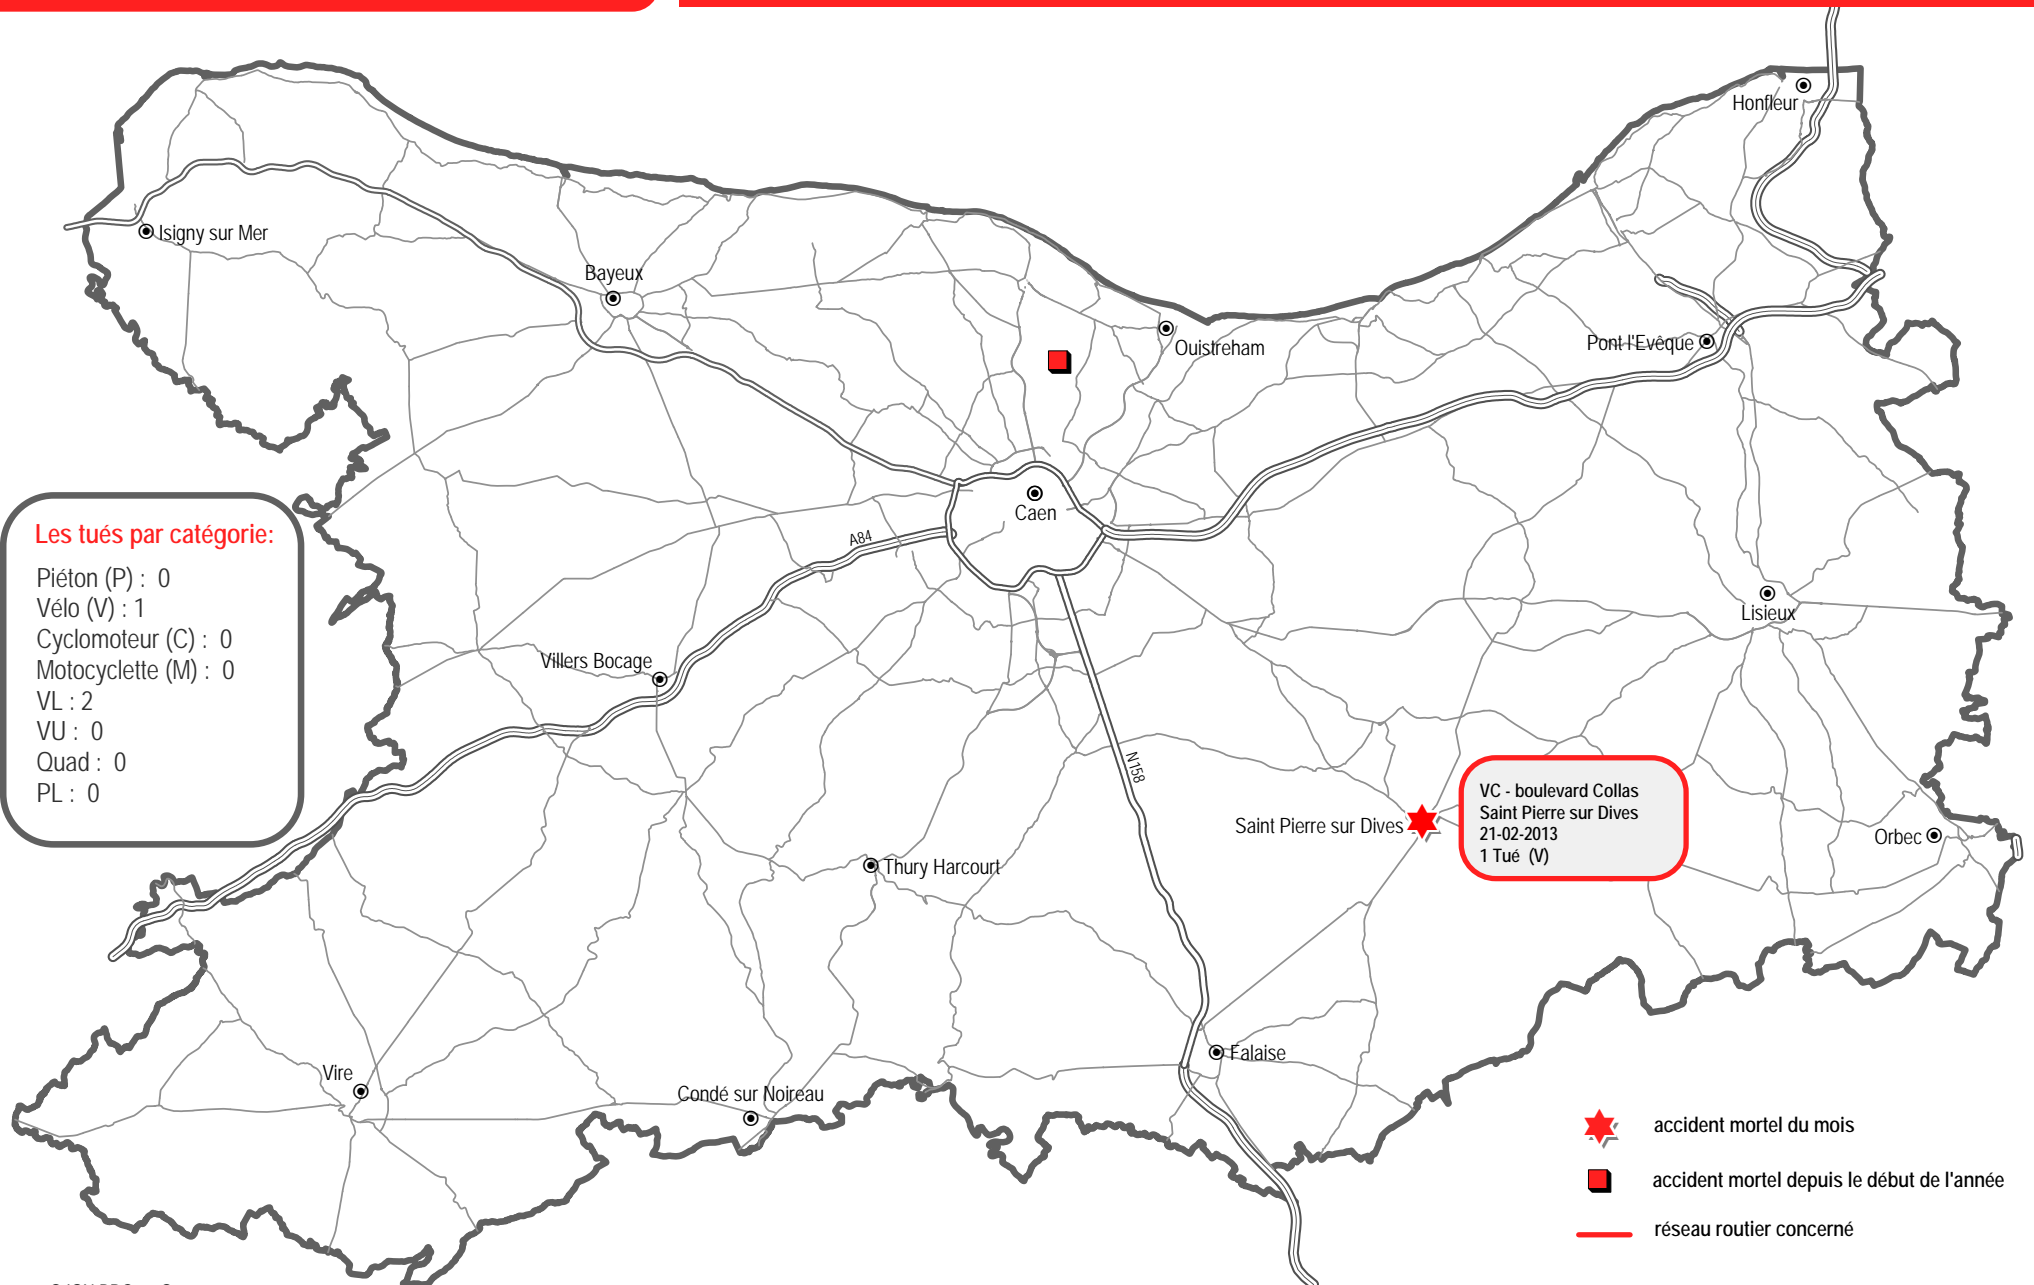 Honfleur
Isigny sur Mer
Bayeux
Ouistreham
Pont l'Evêque
Caen
A84
Les tués par catégorie:
Piéton (P) : 0
Vélo (V) : 1
Cyclomoteur (C) : 0
Motocyclette (M) : 0
VL : 2
VU : 0
Quad : 0
PL : 0
Lisieux
Villers Bocage
N158
VC - boulevard Collas
Saint Pierre sur Dives
21-02-2013
1 Tué (V)
Saint Pierre sur Dives
Orbec
Thury Harcourt
Falaise
Vire
Condé sur Noireau
accident mortel du mois
accident mortel depuis le début de l'année
réseau routier concerné